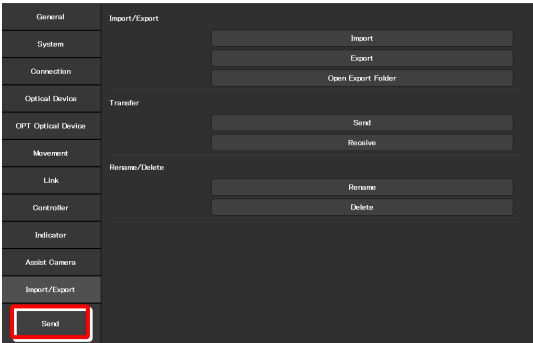 General
System
Connection
Optical Device
OPT Optical Device
Movement
Link
Controller
Indicator
Assist Camera
Import/Export
Send
Import/Export
Import
Export
Open Export Folder
Transfer
Send
Receive
Rename/Delete
Rename
Delete